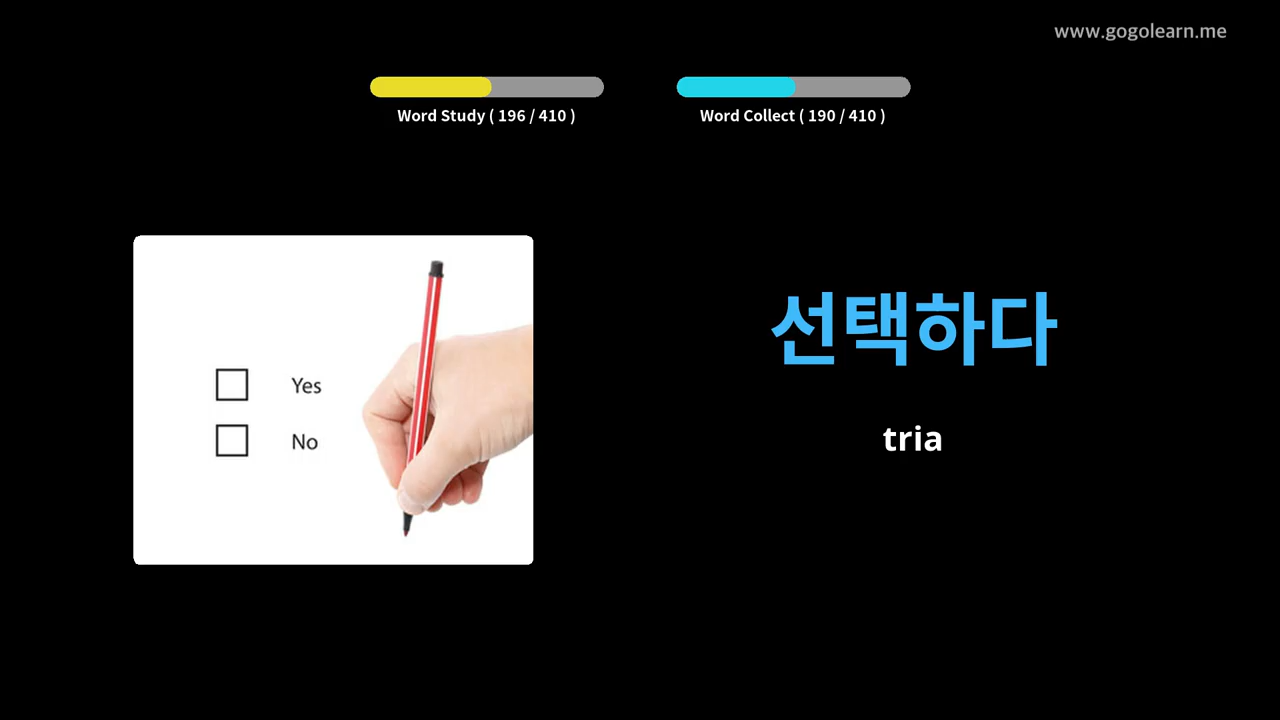 www.gogolearn.me
Word Study ( 196 / 410 )
Word Collect ( 190 / 410 )
Yes
No
선택하다
tria